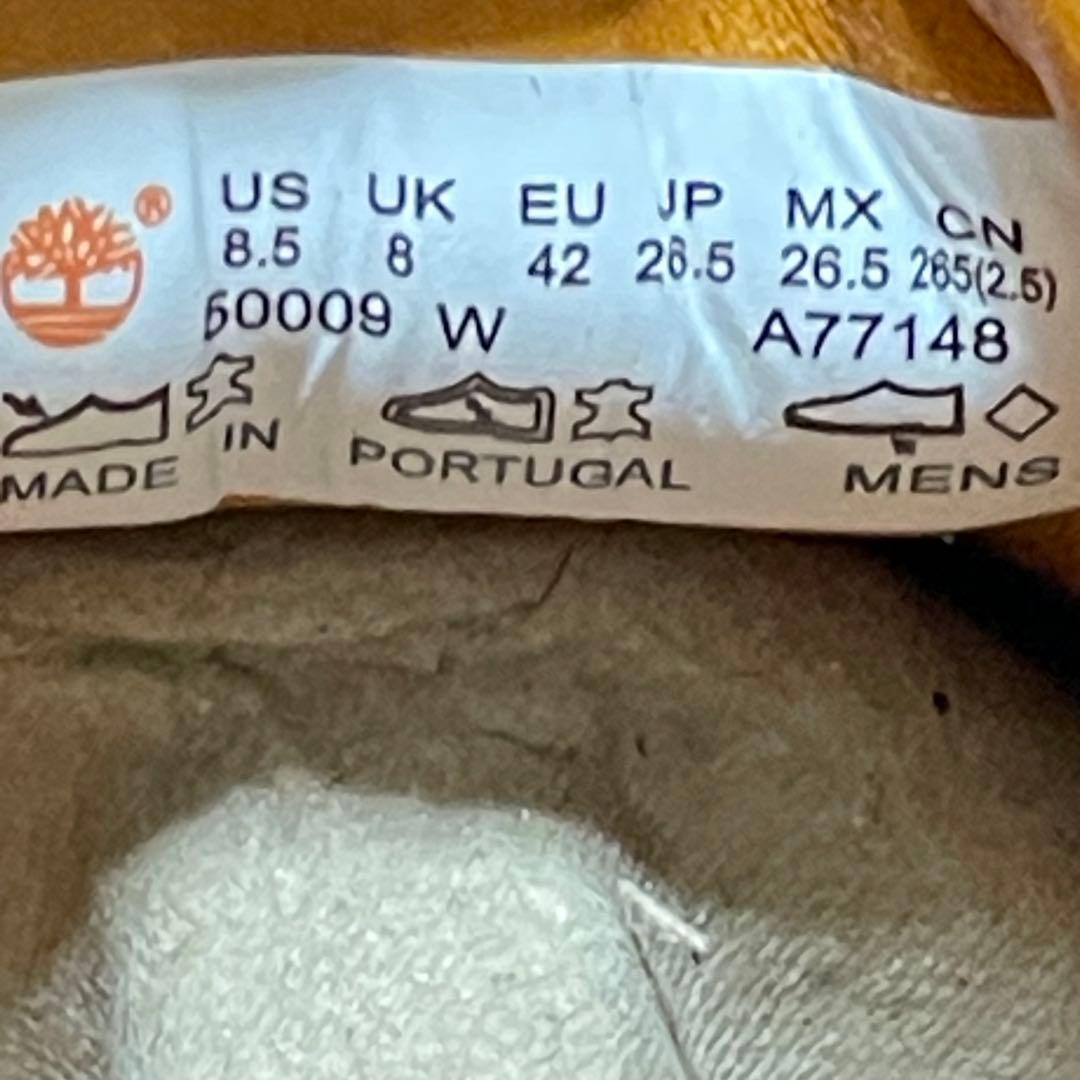 ®
US UK EU JP MX CN
8.5 8 42 26.5 26.5 265(2.5)
50009 W A77148
MADE IN PORTUGAL MENS